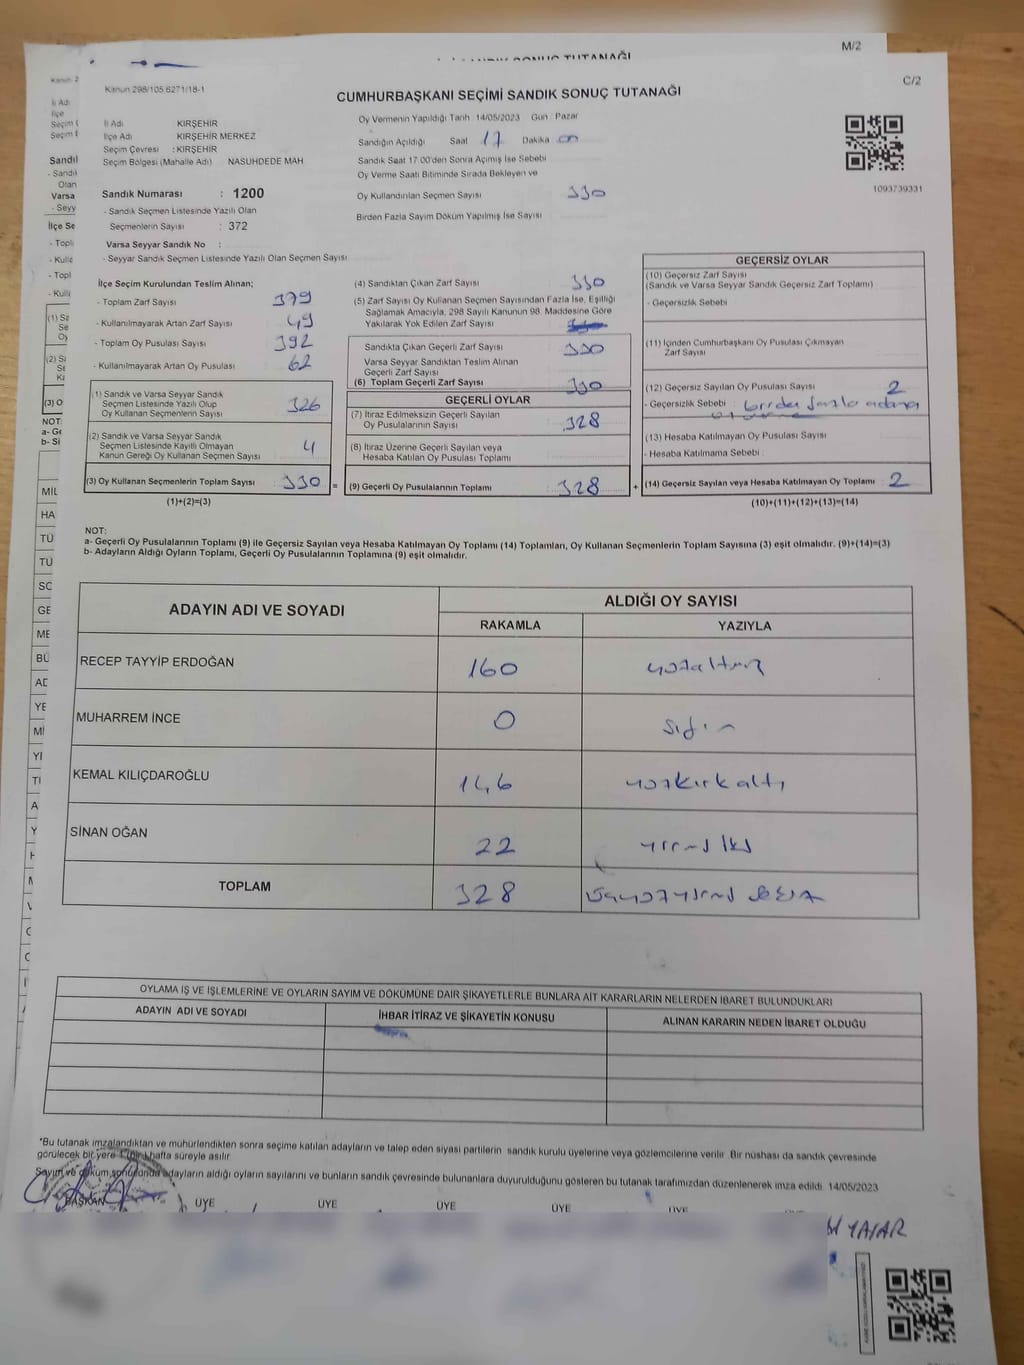 M/2
Kanun 298/105 6271/18-1
C/2
CUMHURBAŞKANI SEÇİMİ SANDIK SONUÇ TUTANAĞI
İl Adı KIRŞEHİR
İlçe Adı KIRŞEHİR MERKEZ
Seçim Çevresi : KIRŞEHİR
Seçim Bölgesi (Mahalle Adı) NASUHDEDE MAH
Sandık Numarası : 1200
- Sandık Seçmen Listesinde Yazılı Olan
Seçmenlerin Sayısı : 372
Varsa Seyyar Sandık No :
- Seyyar Sandık Seçmen Listesinde Yazılı Olan Seçmen Sayısı
Oy Vermenin Yapıldığı Tarih 14/05/2023 Gün Pazar
Sandığın Açıldığı Saat 17 Dakika 00
Sandık Saat 17 00'den Sonra Açımış İse Sebebi
Oy Verme Saati Bitiminde Sırada Bekleyen ve
Oy Kullandırılan Seçmen Sayısı 330
Birden Fazla Sayım Döküm Yapılmış İse Sayısı
1093739331
İlçe Seçim Kurulundan Teslim Alınan;
- Toplam Zarf Sayısı 379
- Kullanılmayarak Artan Zarf Sayısı 49
- Toplam Oy Pusulası Sayısı 392
- Kullanılmayarak Artan Oy Pusulası 62
(1) Sandık ve Varsa Seyyar Sandık
Seçmen Listesinde Yazılı Olup
Oy Kullanan Seçmenlerin Sayısı 326
(2) Sandık ve Varsa Seyyar Sandık
Seçmen Listesinde Kayıtlı Olmayan
Kanun Gereği Oy Kullanan Seçmen Sayısı 4
(3) Oy Kullanan Seçmenlerin Toplam Sayısı 330 =
(1)+(2)=(3)
(4) Sandıktan Çıkan Zarf Sayısı 330
(5) Zarf Sayısı Oy Kullanan Seçmen Sayısından Fazla İse, Eşitliği
Sağlamak Amacıyla, 298 Sayılı Kanunun 98. Maddesine Göre
Yakılarak Yok Edilen Zarf Sayısı
Sandıkta Çıkan Geçerli Zarf Sayısı 330
Varsa Seyyar Sandıktan Teslim Alınan
Geçerli Zarf Sayısı
(6) Toplam Geçerli Zarf Sayısı 330
GEÇERLİ OYLAR
(7) İtiraz Edilmeksizin Geçerli Sayılan
Oy Pusulalarının Sayısı 328
(8) İtiraz Üzerine Geçerli Sayılan veya
Hesaba Katılan Oy Pusulası Toplamı
(9) Geçerli Oy Pusulalarının Toplamı 328 +
GEÇERSİZ OYLAR
(10) Geçersiz Zarf Sayısı
(Sandık ve Varsa Seyyar Sandık Geçersiz Zarf Toplamı)
- Geçersizlik Sebebi
(11) İçinden Cumhurbaşkanı Oy Pusulası Çıkmayan
Zarf Sayısı
(12) Geçersiz Sayılan Oy Pusulası Sayısı 2
- Geçersizlik Sebebi : birden fazla adaya
(13) Hesaba Katılmayan Oy Pusulası Sayısı
- Hesaba Katılmama Sebebi
(14) Geçersiz Sayılan veya Hesaba Katılmayan Oy Toplamı : 2
(10)+(11)+(12)+(13)=(14)
NOT:
a- Geçerli Oy Pusulalarının Toplamı (9) ile Geçersiz Sayılan veya Hesaba Katılmayan Oy Toplamı (14) Toplamları, Oy Kullanan Seçmenlerin Toplam Sayısına (3) eşit olmalıdır. (9)+(14)=(3)
b- Adayların Aldığı Oyların Toplamı, Geçerli Oy Pusulalarının Toplamına (9) eşit olmalıdır.
ADAYIN ADI VE SOYADI ALDIĞI OY SAYISI
RAKAMLA YAZIYLA
RECEP TAYYİP ERDOĞAN 160 yüzaltmış
MUHARREM İNCE 0 sıfır
KEMAL KILIÇDAROĞLU 146 yüzkırkaltı
SİNAN OĞAN 22 yirmi iki
TOPLAM 328 üçyüzyirmi sekiz
OYLAMA İŞ VE İŞLEMLERİNE VE OYLARIN SAYIM VE DÖKÜMÜNE DAİR ŞİKAYETLERLE BUNLARA AİT KARARLARIN NELERDEN İBARET BULUNDUKLARI
ADAYIN ADI VE SOYADI İHBAR İTİRAZ VE ŞİKAYETİN KONUSU ALINAN KARARIN NEDEN İBARET OLDUĞU
*Bu tutanak imzalandıktan ve mühürlendikten sonra seçime katılan adayların ve talep eden siyasi partilerin sandık kurulu üyelerine veya gözlemcilerine verilir. Bir nüshası da sandık çevresinde
görülecek bir yere 1 bir hafta süreyle asılır
Sayım ve döküm sonucunda adayların aldığı oyların sayılarını ve bunların sandık çevresinde bulunanlara duyurulduğunu gösteren bu tutanak tarafımızdan düzenlenerek imza edildi 14/05/2023
BAŞKAN ÜYE ÜYE ÜYE ÜYE ÜYE